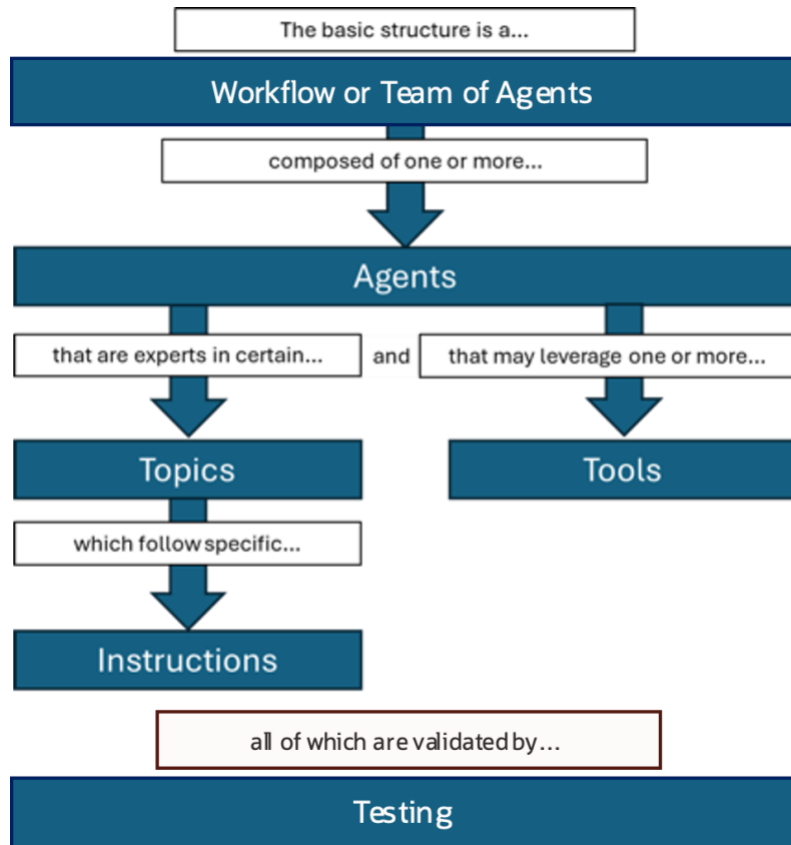 The basic structure is a...
Workflow or Team of Agents
composed of one or more...
Agents
that are experts in certain... and that may leverage one or more...
Topics Tools
which follow specific...
Instructions
all of which are validated by...
Testing